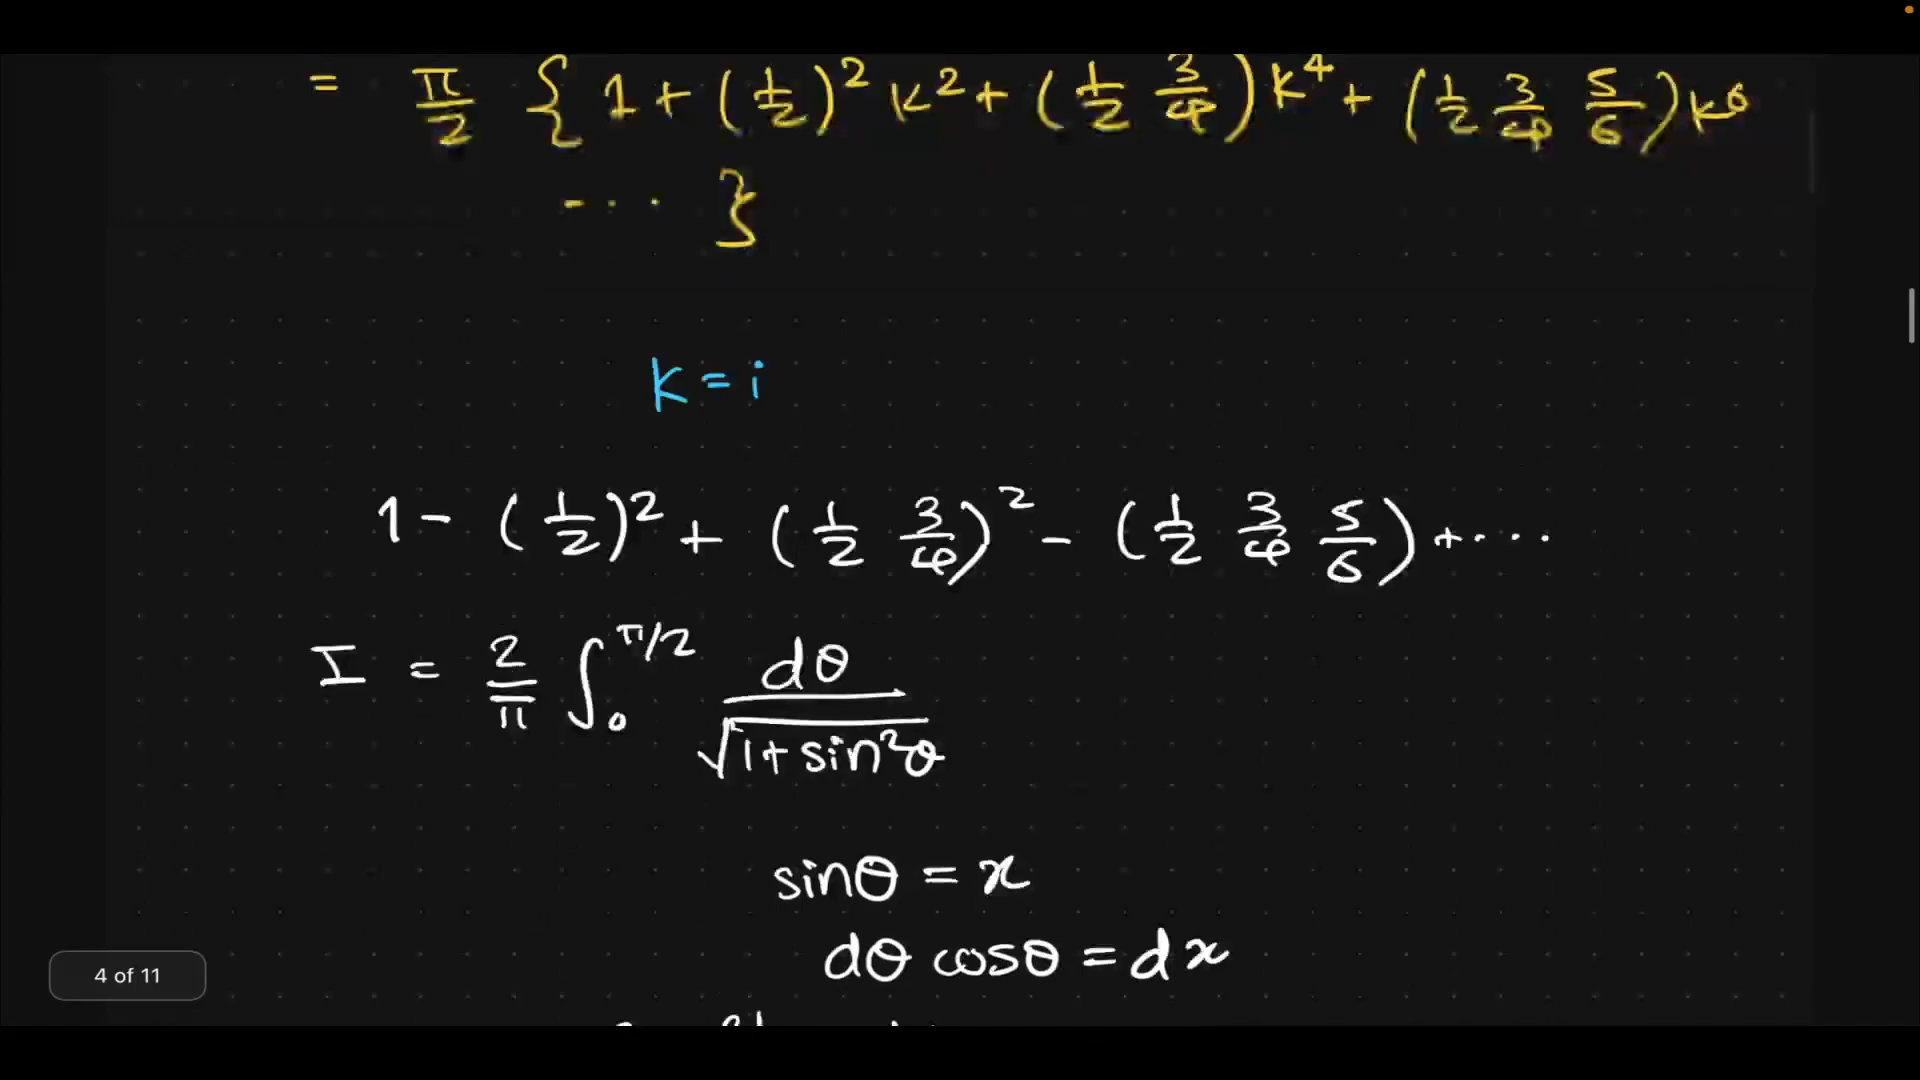 = π/2 { 1 + (1/2)² k² + (1/2 3/4) k⁴ + (1/2 3/4 5/6) k⁶
... }
k = i
1 - (1/2)² + (1/2 3/4)² - (1/2 3/4 5/6) + ...
I = 2/π ∫₀^π/2 dθ / √1+sin²θ
sinθ = x
dθ cosθ = dx
4 of 11